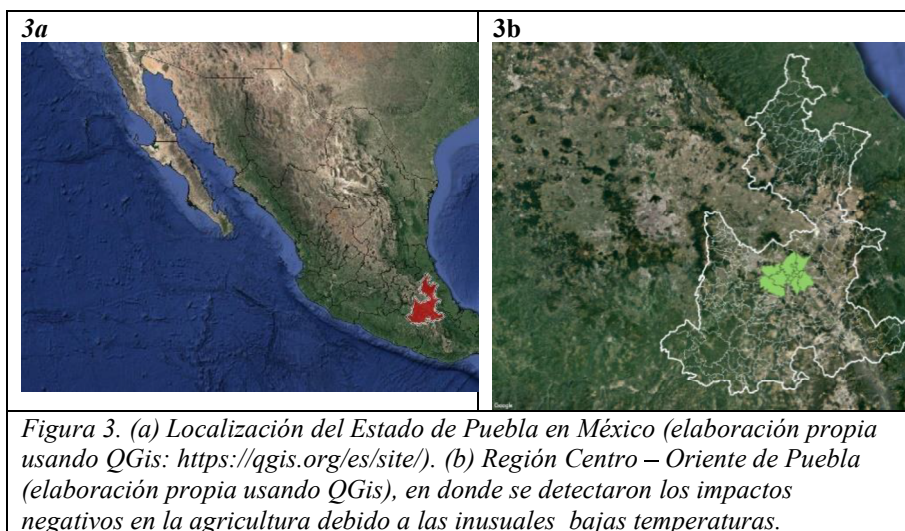 3a
3b
Google
Figura 3. (a) Localización del Estado de Puebla en México (elaboración propia
usando QGis: https://qgis.org/es/site/). (b) Región Centro – Oriente de Puebla
(elaboración propia usando QGis), en donde se detectaron los impactos
negativos en la agricultura debido a las inusuales bajas temperaturas.